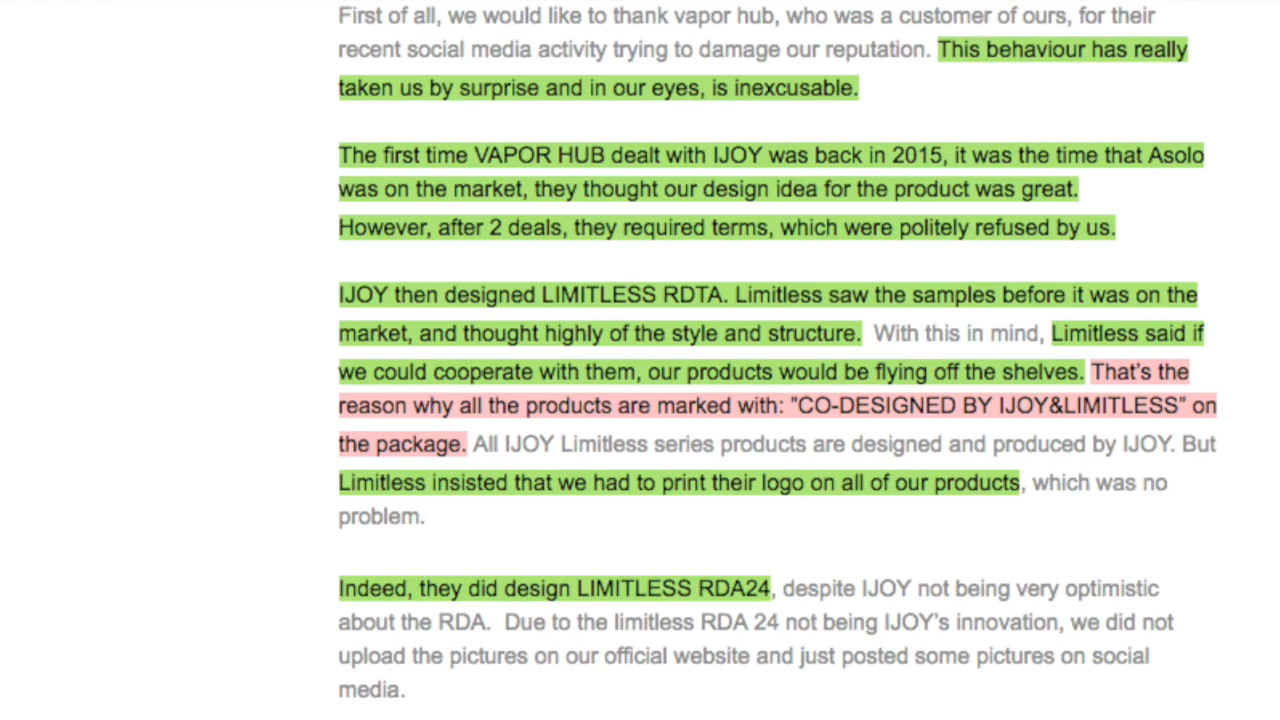 First of all, we would like to thank vapor hub, who was a customer of ours, for their
recent social media activity trying to damage our reputation. This behaviour has really
taken us by surprise and in our eyes, is inexcusable.
The first time VAPOR HUB dealt with IJOY was back in 2015, it was the time that Asolo
was on the market, they thought our design idea for the product was great.
However, after 2 deals, they required terms, which were politely refused by us.
IJOY then designed LIMITLESS RDTA. Limitless saw the samples before it was on the
market, and thought highly of the style and structure. With this in mind, Limitless said if
we could cooperate with them, our products would be flying off the shelves. That's the
reason why all the products are marked with: "CO-DESIGNED BY IJOY&LIMITLESS" on
the package. All IJOY Limitless series products are designed and produced by IJOY. But
Limitless insisted that we had to print their logo on all of our products, which was no
problem.
Indeed, they did design LIMITLESS RDA24, despite IJOY not being very optimistic
about the RDA. Due to the limitless RDA 24 not being IJOY's innovation, we did not
upload the pictures on our official website and just posted some pictures on social
media.